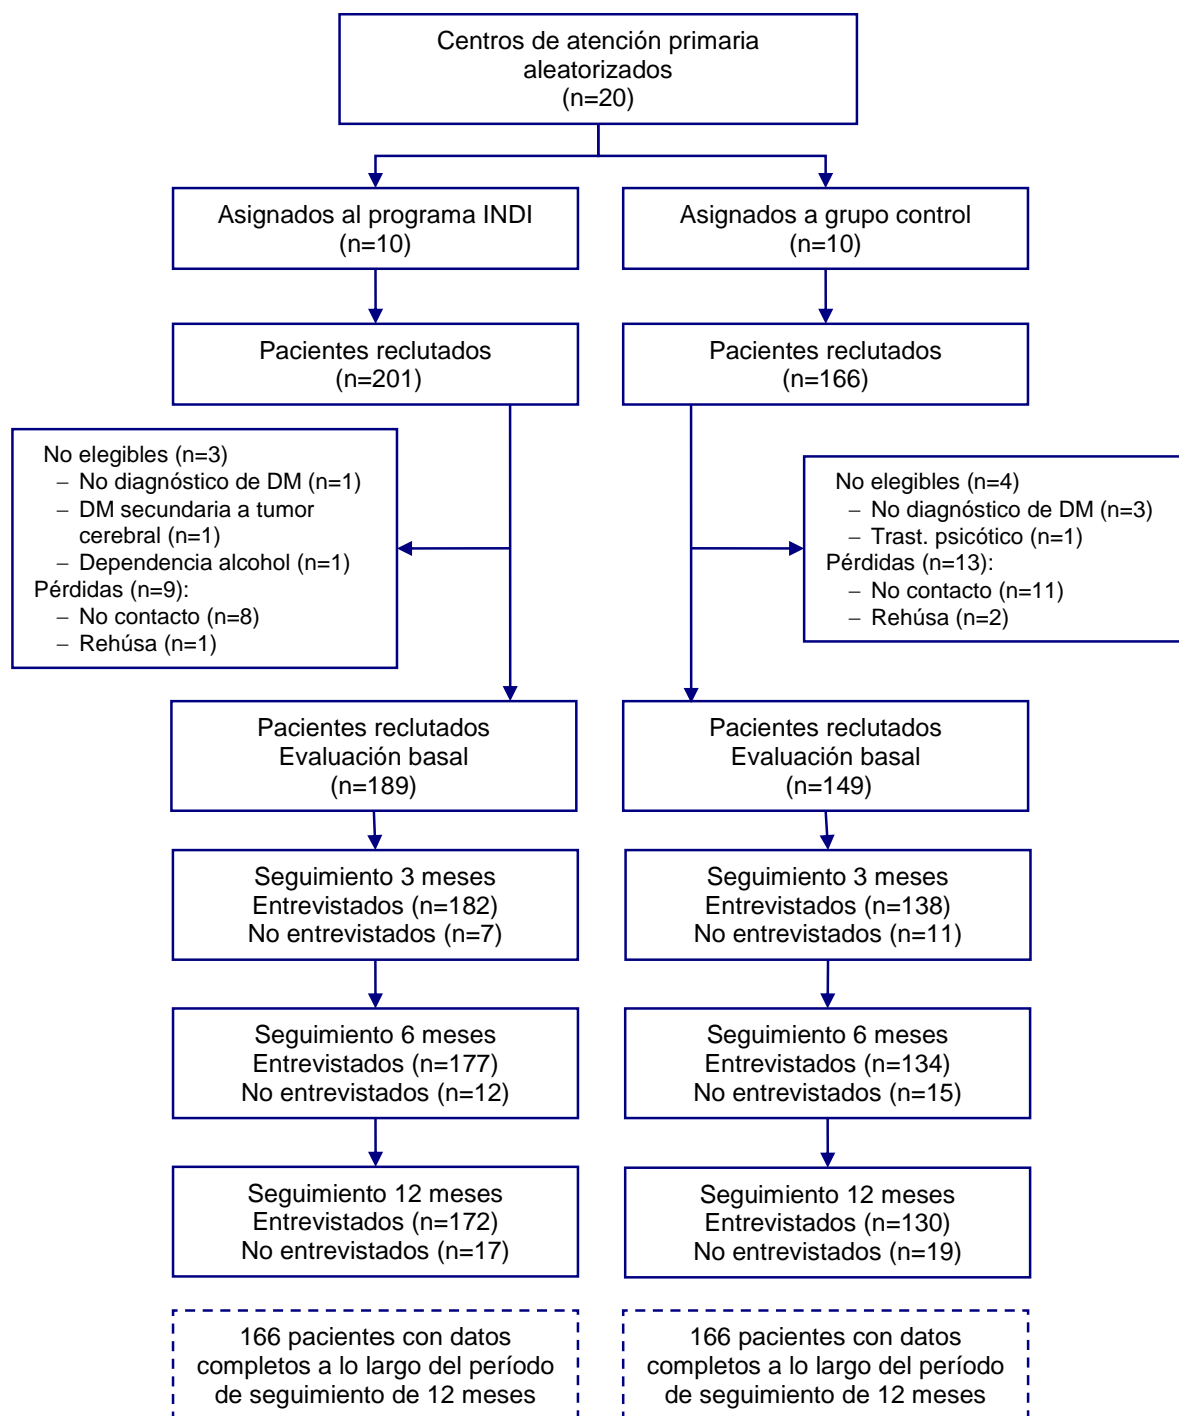 Centros de atención primaria
aleatorizados
(n=20)
Asignados al programa INDI
(n=10)
Asignados a grupo control
(n=10)
Pacientes reclutados
(n=201)
Pacientes reclutados
(n=166)
No elegibles (n=3)
– No diagnóstico de DM (n=1)
– DM secundaria a tumor
cerebral (n=1)
– Dependencia alcohol (n=1)
Pérdidas (n=9):
– No contacto (n=8)
– Rehúsa (n=1)
No elegibles (n=4)
– No diagnóstico de DM (n=3)
– Trast. psicótico (n=1)
Pérdidas (n=13):
– No contacto (n=11)
– Rehúsa (n=2)
Pacientes reclutados
Evaluación basal
(n=189)
Pacientes reclutados
Evaluación basal
(n=149)
Seguimiento 3 meses
Entrevistados (n=182)
No entrevistados (n=7)
Seguimiento 3 meses
Entrevistados (n=138)
No entrevistados (n=11)
Seguimiento 6 meses
Entrevistados (n=177)
No entrevistados (n=12)
Seguimiento 6 meses
Entrevistados (n=134)
No entrevistados (n=15)
Seguimiento 12 meses
Entrevistados (n=172)
No entrevistados (n=17)
Seguimiento 12 meses
Entrevistados (n=130)
No entrevistados (n=19)
166 pacientes con datos
completos a lo largo del período
de seguimiento de 12 meses
166 pacientes con datos
completos a lo largo del período
de seguimiento de 12 meses